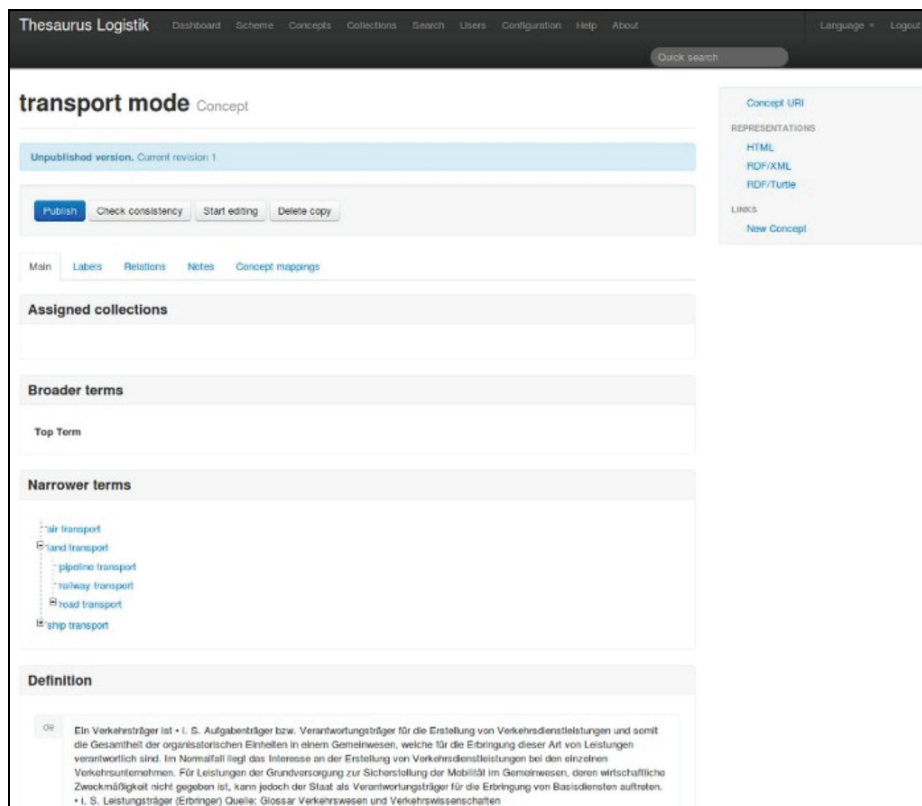 Thesaurus Logistik Dashboard Scheme Concepts Collections Search Users Configuration Help About Language Logout
Quick search
transport mode Concept
Concept URI
REPRESENTATIONS
HTML
RDF/XML
RDF/Turtle
LINKS
New Concept
Unpublished version. Current revision 1
Publish Check consistency Start editing Delete copy
Main Labels Relations Notes Concept mappings
Assigned collections
Broader terms
Top Term
Narrower terms
air transport
land transport
pipeline transport
railway transport
road transport
ship transport
Definition
de
Ein Verkehrsträger ist • i. S. Aufgabenträger bzw. Verantwortungsträger für die Erstellung von Verkehrsdienstleistungen und somit
die Gesamtheit der organisatorischen Einheiten in einem Gemeinwesen, welche für die Erbringung dieser Art von Leistungen
verantwortlich sind. Im Normalfall liegt das Interesse an der Erstellung von Verkehrsdienstleistungen bei den einzelnen
Verkehrsunternehmen. Für Leistungen der Grundversorgung zur Sicherstellung der Mobilität im Gemeinwesen, deren wirtschaftliche
Zweckmäßigkeit nicht gegeben ist, kann jedoch der Staat als Verantwortungsträger für die Erbringung von Basisdiensten auftreten.
• i. S. Leistungsträger (Erbringer) Quelle: Glossar Verkehrswesen und Verkehrswissenschaften